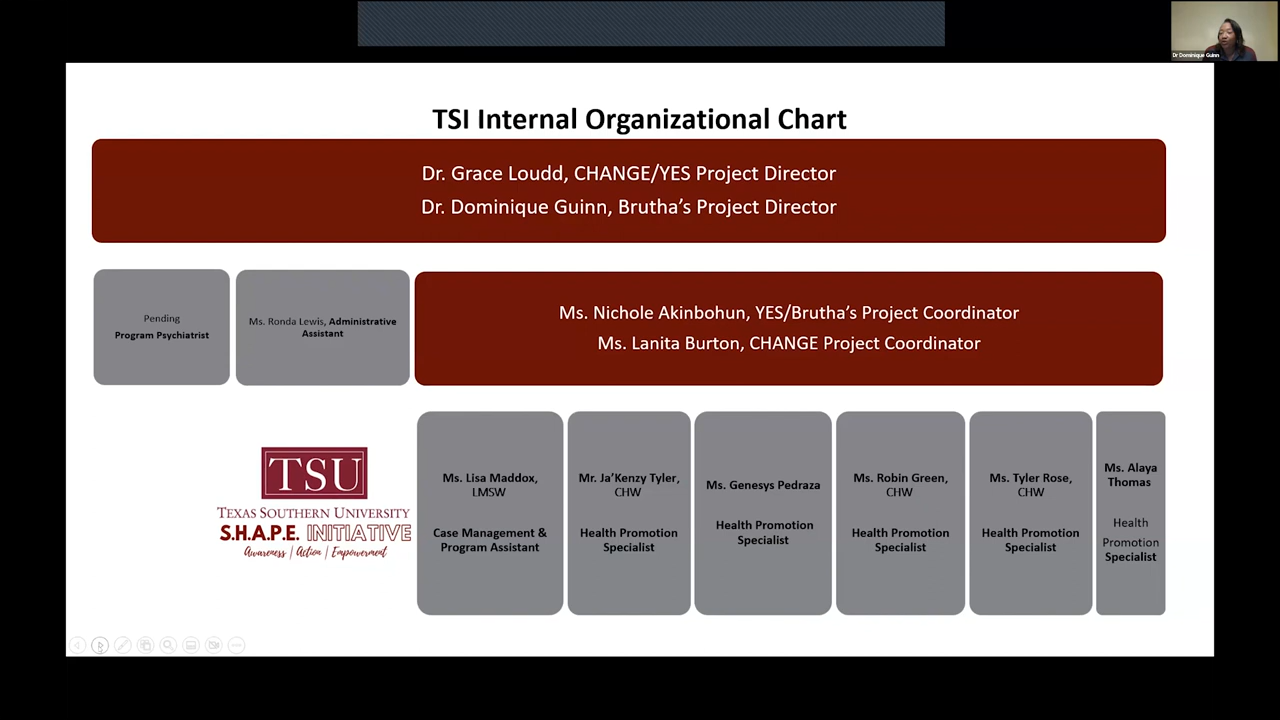 Dr Dominique Guinn
TSI Internal Organizational Chart
Dr. Grace Loudd, CHANGE/YES Project Director
Dr. Dominique Guinn, Brutha's Project Director
Pending
Program Psychiatrist
Ms. Ronda Lewis, Administrative
Assistant
Ms. Nichole Akinbohun, YES/Brutha's Project Coordinator
Ms. Lanita Burton, CHANGE Project Coordinator
TSU
TEXAS SOUTHERN UNIVERSITY
S.H.A.P.E. INITIATIVE
Awareness | Action | Empowerment
Ms. Lisa Maddox,
LMSW
Case Management &
Program Assistant
Mr. Ja'Kenzy Tyler,
CHW
Health Promotion
Specialist
Ms. Genesys Pedraza
Health Promotion
Specialist
Ms. Robin Green,
CHW
Health Promotion
Specialist
Ms. Tyler Rose,
CHW
Health Promotion
Specialist
Ms. Alaya
Thomas
Health
Promotion
Specialist